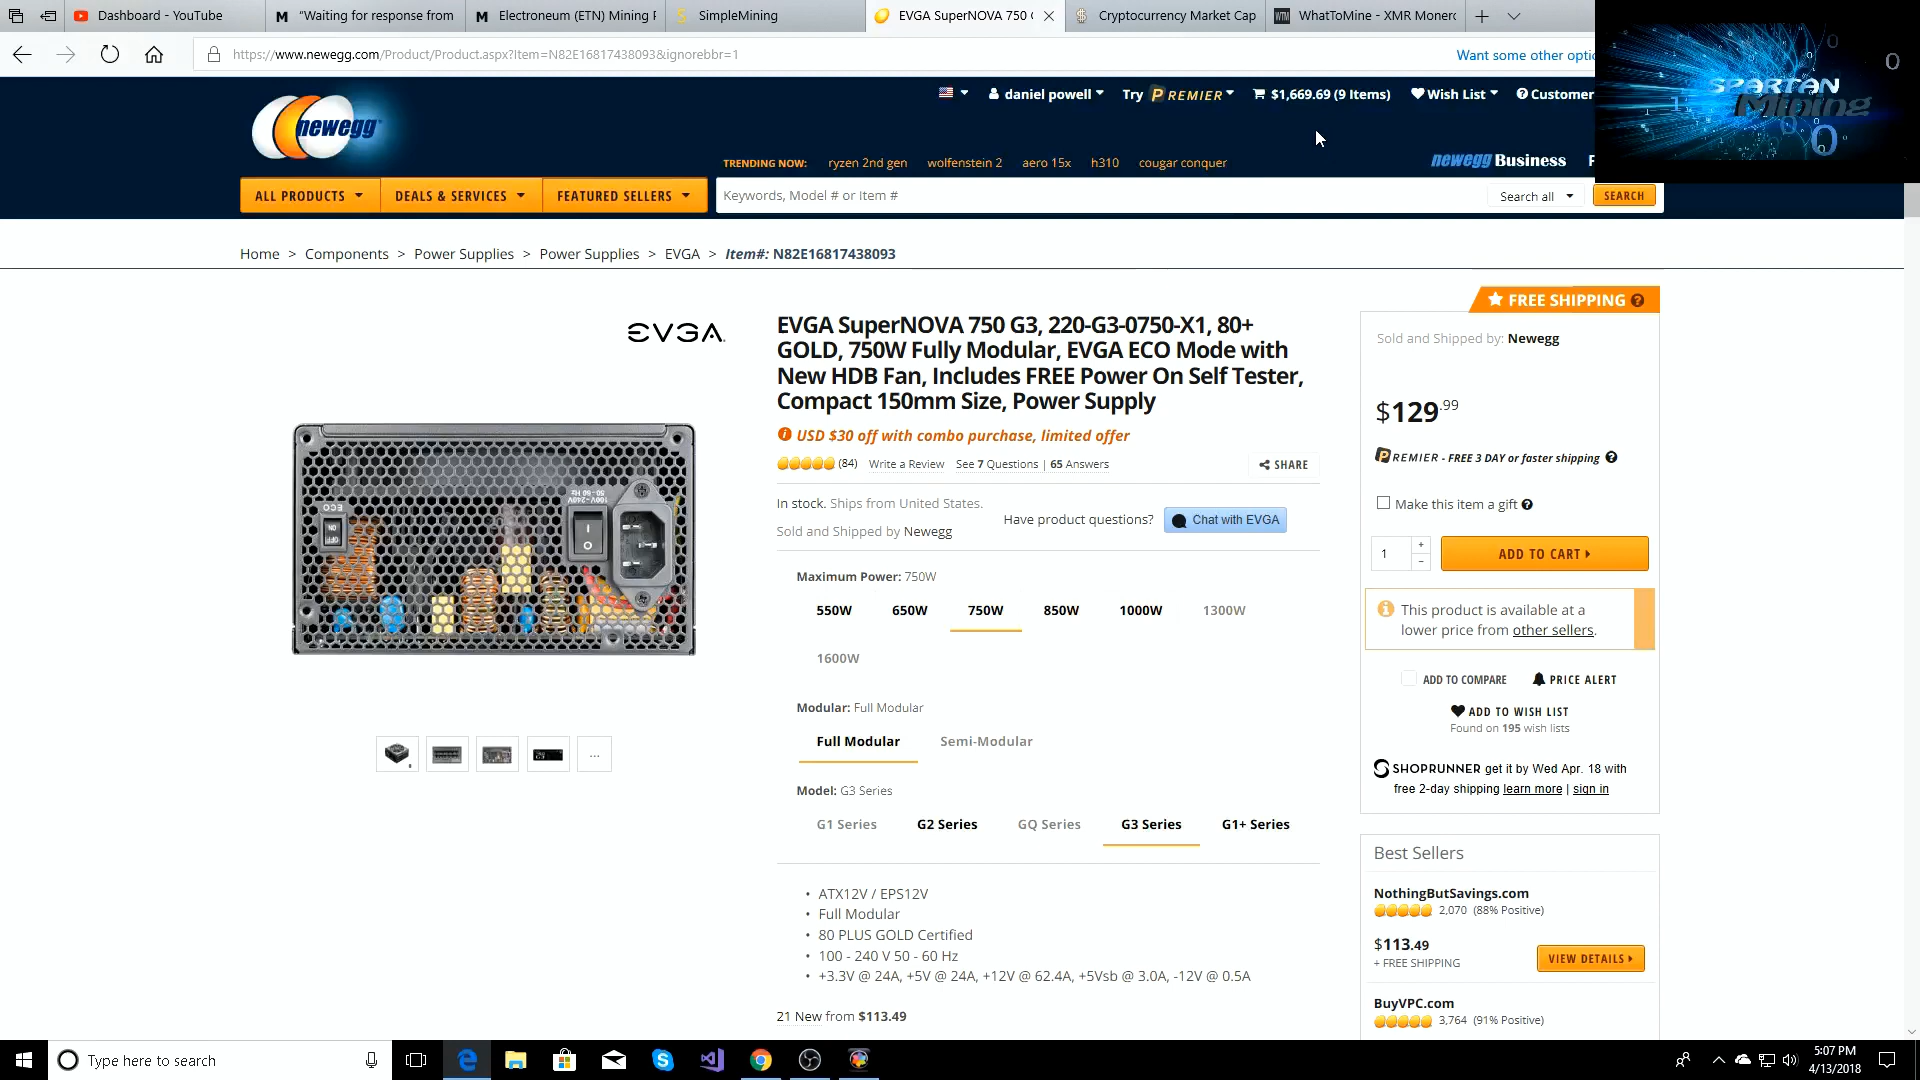 Dashboard - YouTube
"Waiting for response from
Electroneum (ETN) Mining P
SimpleMining
EVGA SuperNOVA 750 G
Cryptocurrency Market Cap
WhatToMine - XMR Monero
https://www.newegg.com/Product/Product.aspx?Item=N82E16817438093&ignorebbr=1
Want some other optio
SPARTAN
Mining
newegg
daniel powell
Try PREMIER
$1,669.69 (9 Items)
Wish List
Customer
TRENDING NOW: ryzen 2nd gen wolfenstein 2 aero 15x h310 cougar conquer
newegg Business
ALL PRODUCTS
DEALS & SERVICES
FEATURED SELLERS
Keywords, Model # or Item #
Search all
SEARCH
Home > Components > Power Supplies > Power Supplies > EVGA > Item#: N82E16817438093
EVGA
EVGA SuperNOVA 750 G3, 220-G3-0750-X1, 80+
GOLD, 750W Fully Modular, EVGA ECO Mode with
New HDB Fan, Includes FREE Power On Self Tester,
Compact 150mm Size, Power Supply
USD $30 off with combo purchase, limited offer
(84) Write a Review See 7 Questions | 65 Answers
SHARE
In stock. Ships from United States.
Sold and Shipped by Newegg
Have product questions? Chat with EVGA
Maximum Power: 750W
550W 650W 750W 850W 1000W 1300W
1600W
Modular: Full Modular
Full Modular Semi-Modular
Model: G3 Series
G1 Series G2 Series GQ Series G3 Series G1+ Series
• ATX12V / EPS12V
• Full Modular
• 80 PLUS GOLD Certified
• 100 - 240 V 50 - 60 Hz
• +3.3V @ 24A, +5V @ 24A, +12V @ 62.4A, +5Vsb @ 3.0A, -12V @ 0.5A
21 New from $113.49
ECO
ON
OFF
100V-240V
50-60 Hz
...
FREE SHIPPING
Sold and Shipped by: Newegg
$129.99
PREMIER - FREE 3 DAY or faster shipping
Make this item a gift
1
ADD TO CART
This product is available at a
lower price from other sellers.
ADD TO COMPARE
PRICE ALERT
ADD TO WISH LIST
Found on 195 wish lists
SHOPRUNNER get it by Wed Apr. 18 with
free 2-day shipping learn more | sign in
Best Sellers
NothingButSavings.com
2,070 (88% Positive)
$113.49
+ FREE SHIPPING
VIEW DETAILS
BuyVPC.com
3,764 (91% Positive)
Type here to search
5:07 PM
4/13/2018